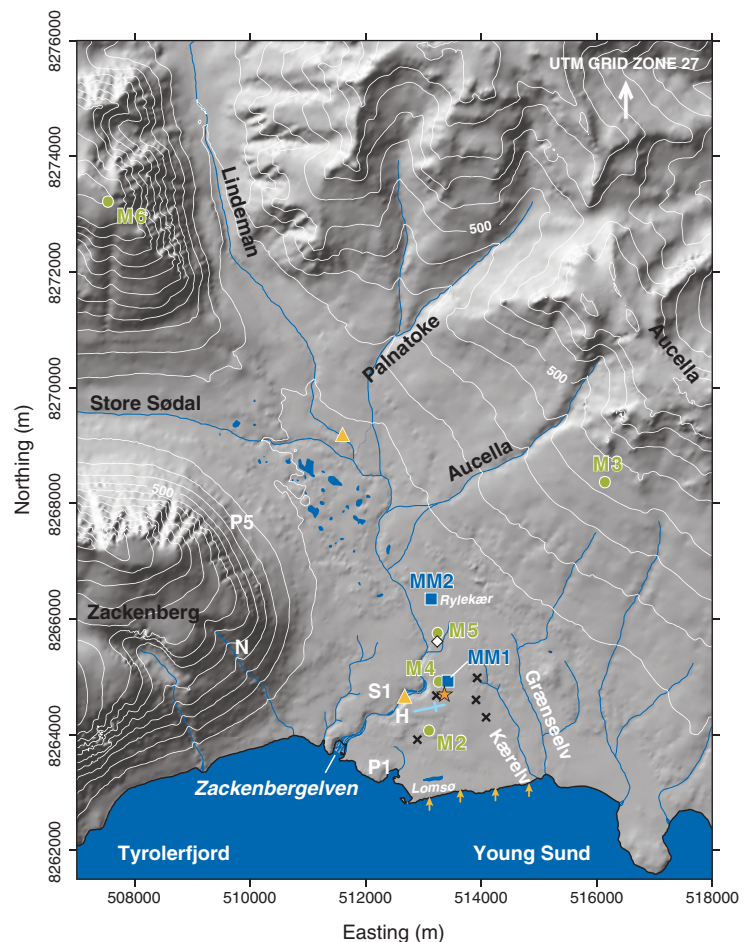 8276000
8274000
8272000
8270000
8268000
8266000
8264000
8262000
Northing (m)
UTM GRID ZONE 27
Lindeman
M6
500
Palnatoke
Aucella
500
Store Sødal
Aucella
M3
500
P5
MM2
Rylekær
Zackenberg
M5
N
M4
MM1
Grænseelv
S1
H
M2
Kærelv
P1
Zackenbergelven
Lomsø
Tyrolerfjord
Young Sund
508000
510000
512000
514000
516000
518000
Easting (m)